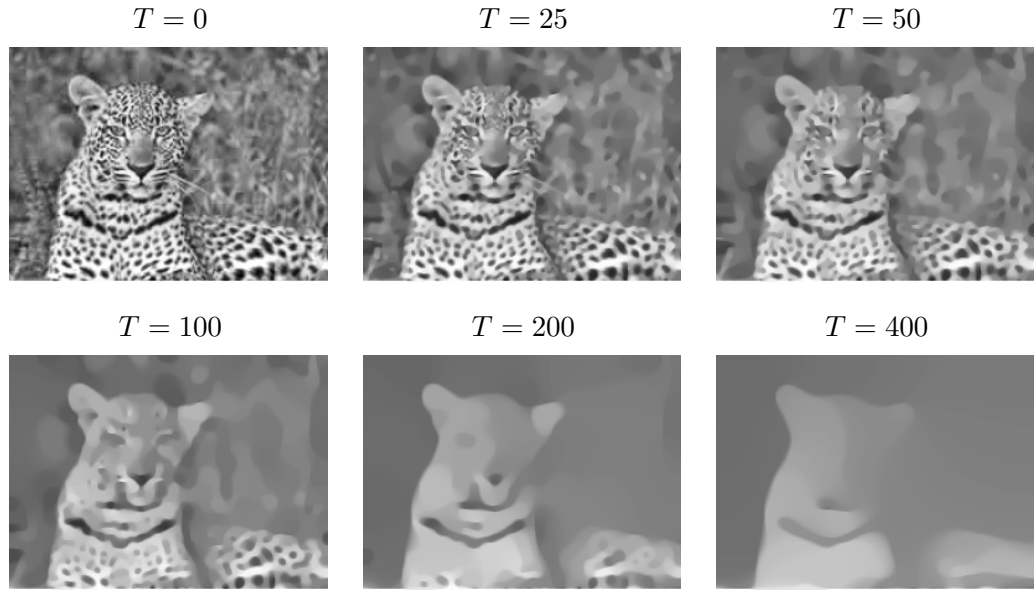 T = 0
T = 25
T = 50
T = 100
T = 200
T = 400